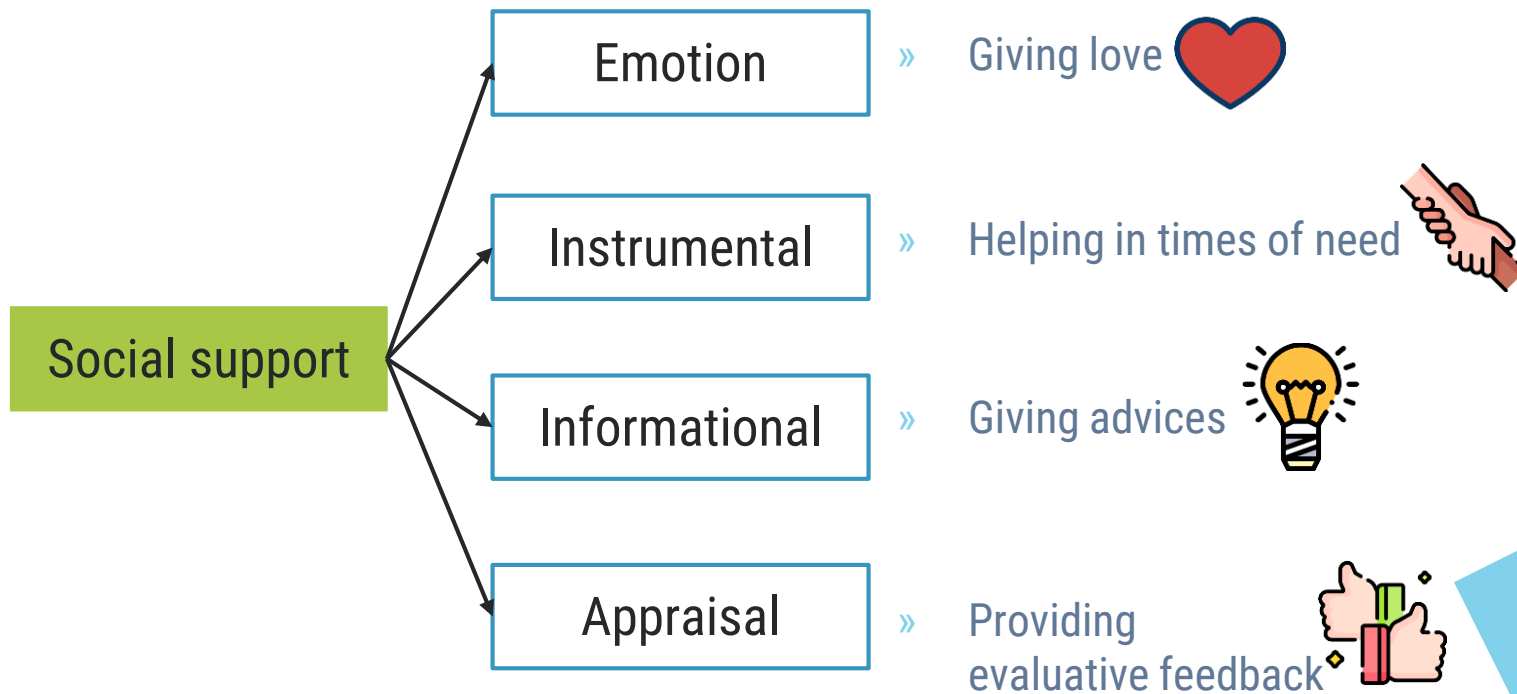 Emotion
» Giving love
Instrumental
» Helping in times of need
Social support
Informational
» Giving advices
Appraisal
» Providing
evaluative feedback